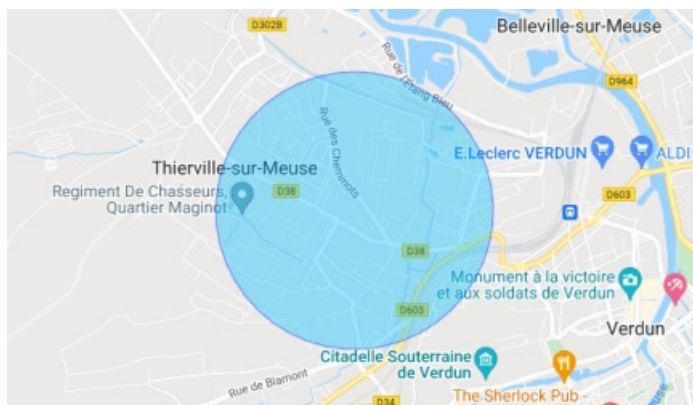 D302B
Belleville-sur-Meuse
Rue de l'Étang Bleu
D964
Rue des Cheminots
E.Leclerc VERDUN
ALDI
Thierville-sur-Meuse
Regiment De Chasseurs,
Quartier Maginot
D38
D603
D38
Monument à la victoire
et aux soldats de Verdun
D603
Verdun
Citadelle Souterraine
de Verdun
Rue de Blamont
The Sherlock Pub -
D34